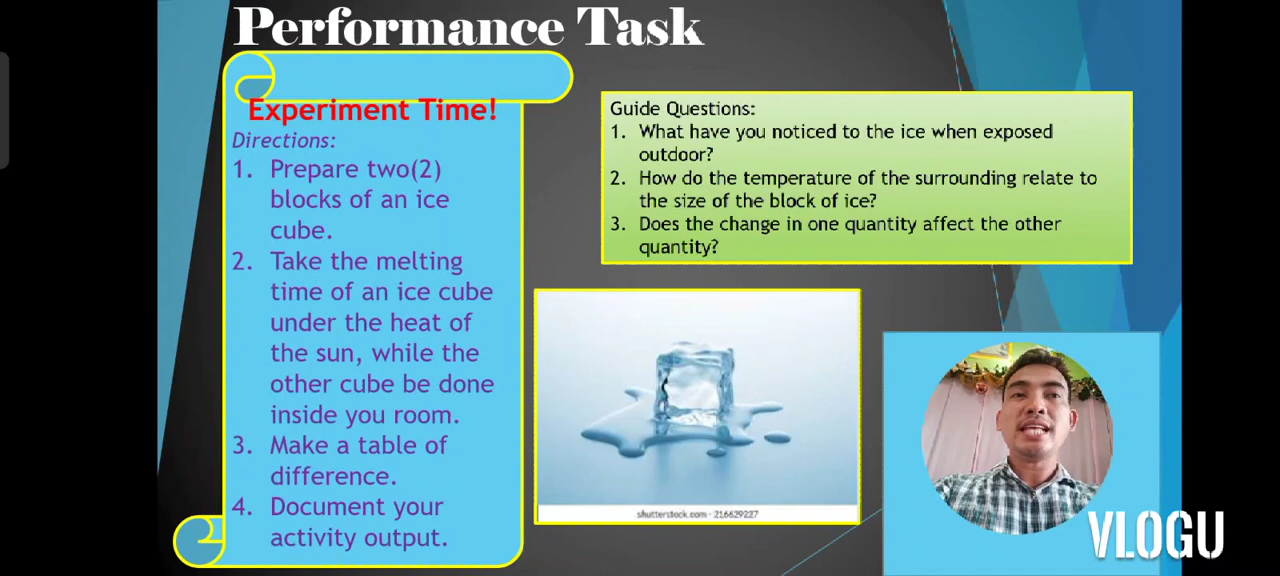 Performance Task
Experiment Time!
Directions:
1. Prepare two(2)
blocks of an ice
cube.
2. Take the melting
time of an ice cube
under the heat of
the sun, while the
other cube be done
inside you room.
3. Make a table of
difference.
4. Document your
activity output.
Guide Questions:
1. What have you noticed to the ice when exposed
outdoor?
2. How do the temperature of the surrounding relate to
the size of the block of ice?
3. Does the change in one quantity affect the other
quantity?
shutterstock.com · 216629227
VLOGU